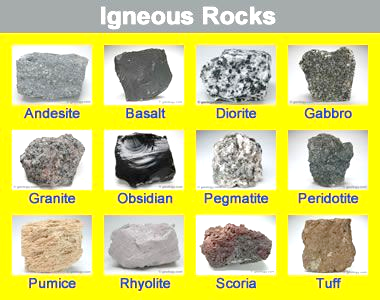 Igneous Rocks
Andesite Basalt Diorite Gabbro
Granite Obsidian Pegmatite Peridotite
Pumice Rhyolite Scoria Tuff